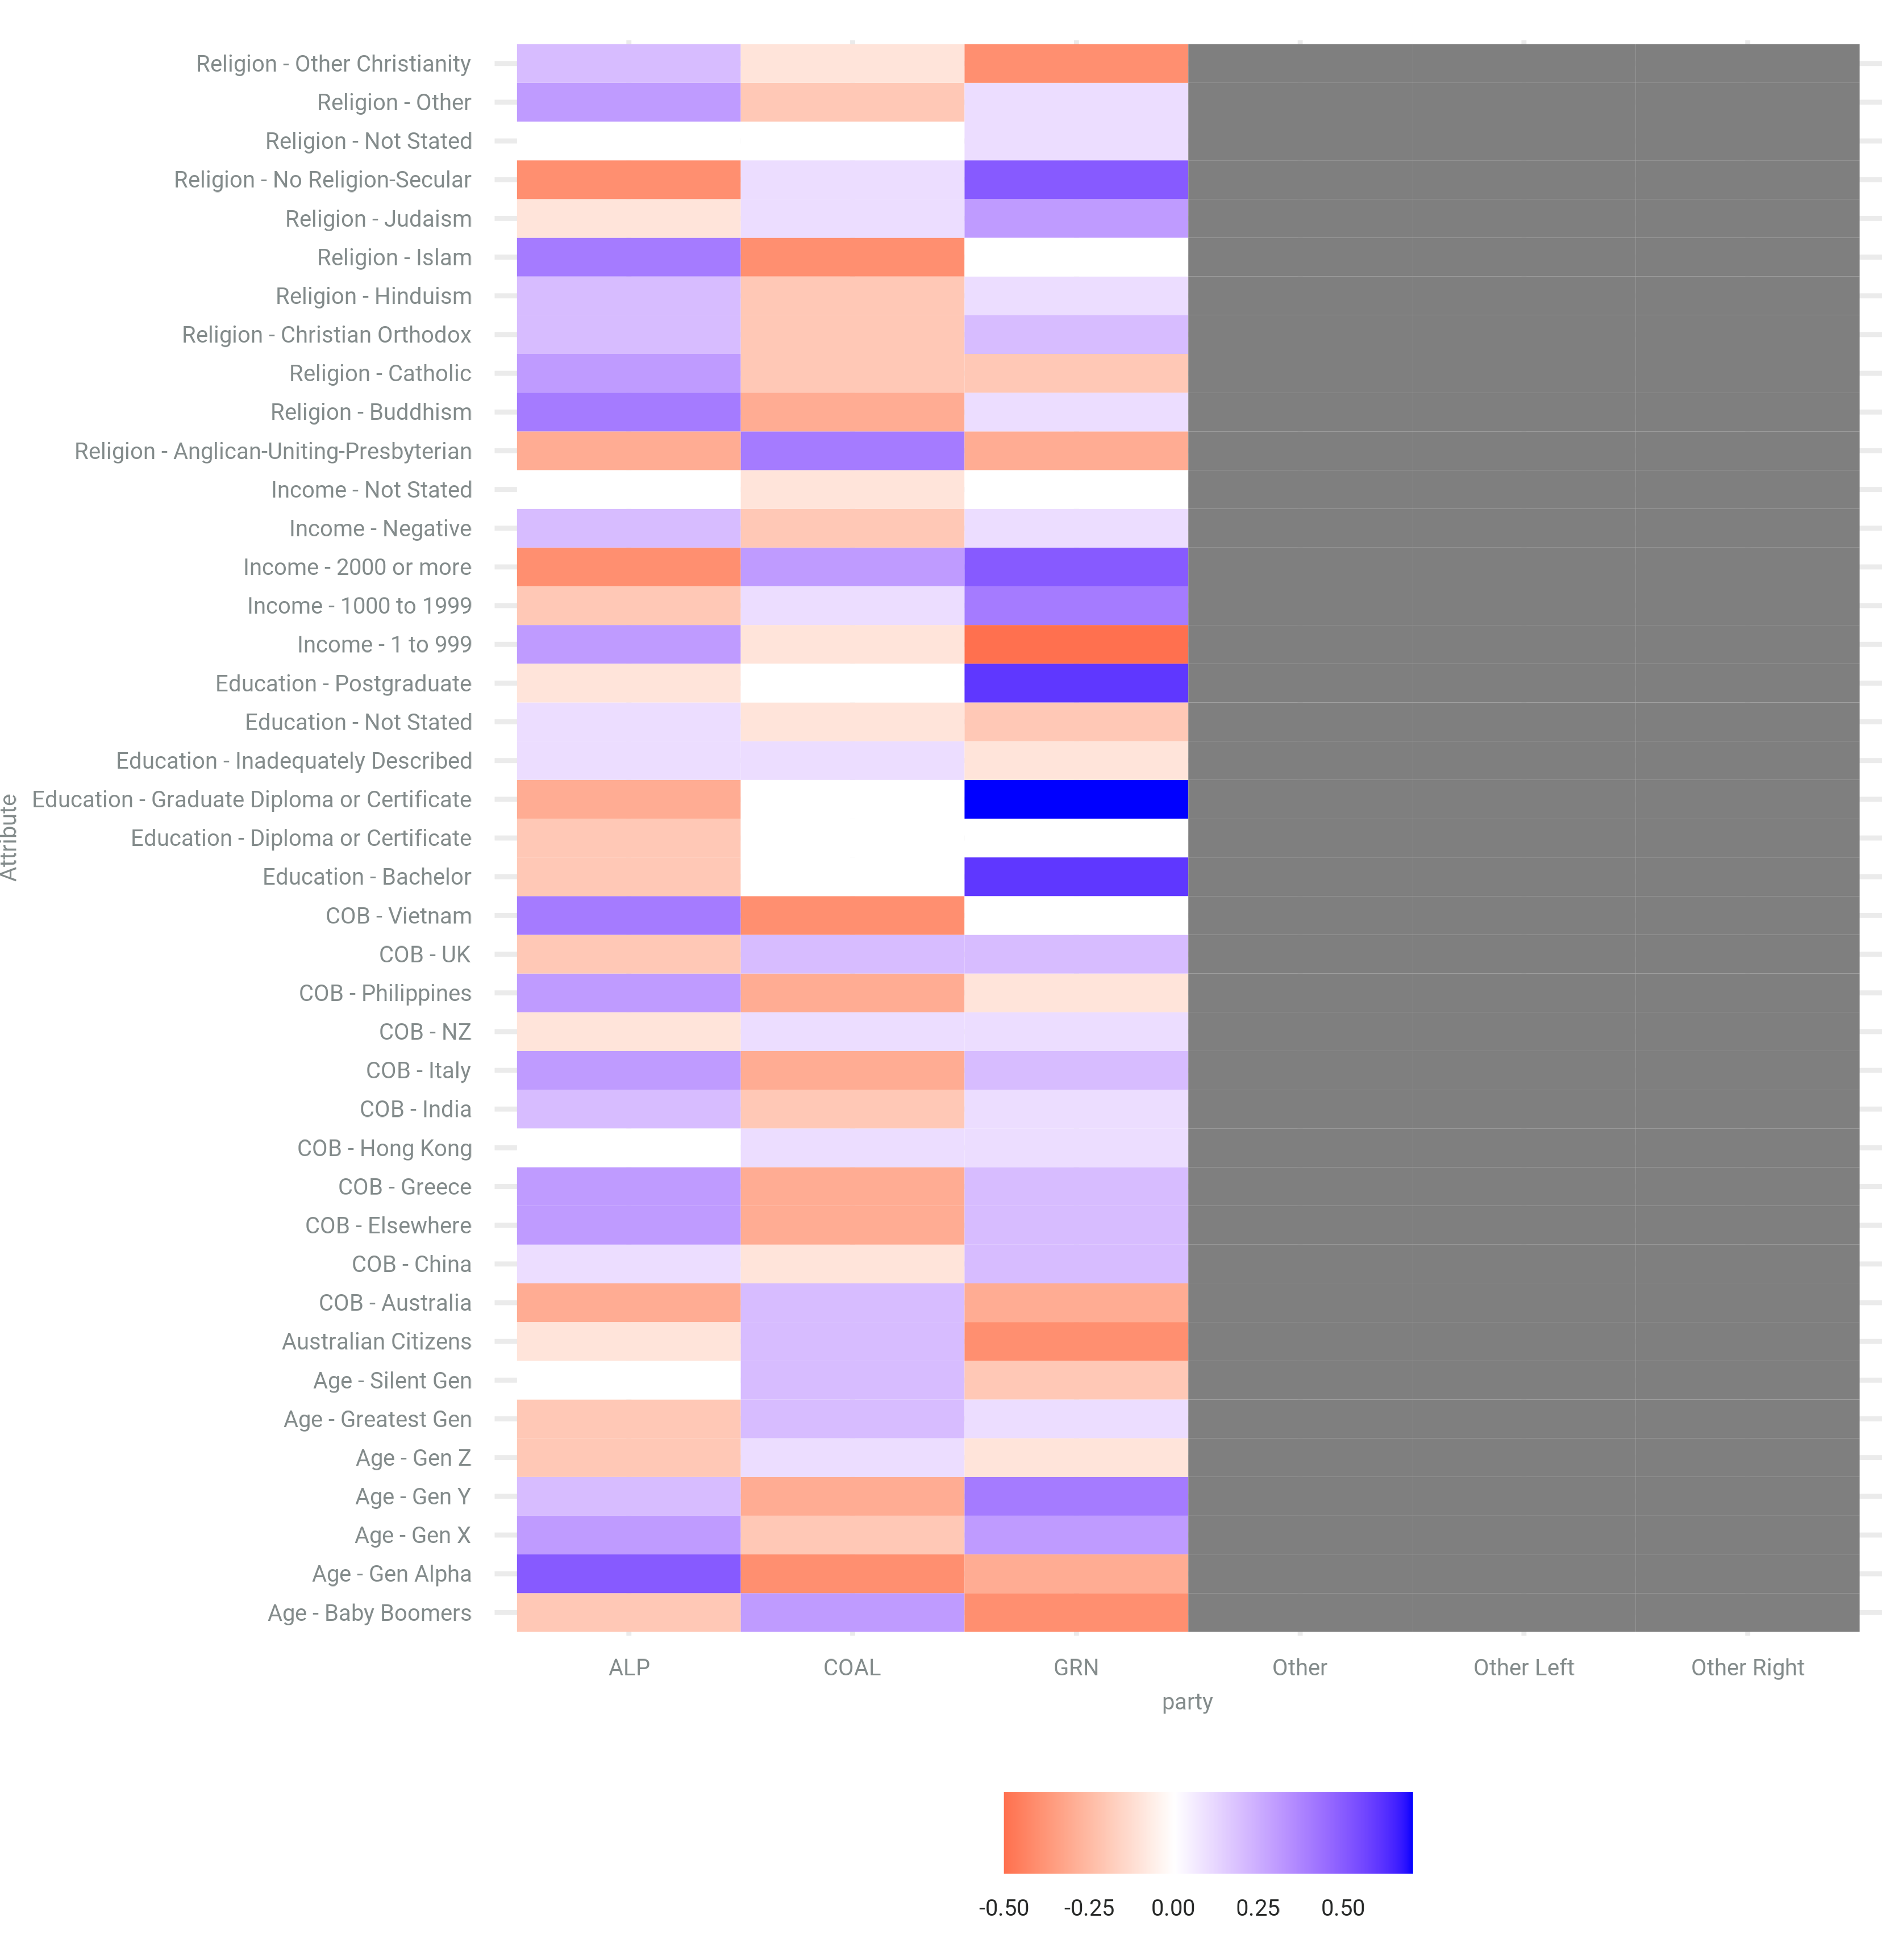 Religion - Other Christianity
Religion - Other
Religion - Not Stated
Religion - No Religion-Secular
Religion - Judaism
Religion - Islam
Religion - Hinduism
Religion - Christian Orthodox
Religion - Catholic
Religion - Buddhism
Religion - Anglican-Uniting-Presbyterian
Income - Not Stated
Income - Negative
Income - 2000 or more
Income - 1000 to 1999
Income - 1 to 999
Education - Postgraduate
Education - Not Stated
Education - Inadequately Described
Education - Graduate Diploma or Certificate
Education - Diploma or Certificate
Education - Bachelor
COB - Vietnam
COB - UK
COB - Philippines
COB - NZ
COB - Italy
COB - India
COB - Hong Kong
COB - Greece
COB - Elsewhere
COB - China
COB - Australia
Australian Citizens
Age - Silent Gen
Age - Greatest Gen
Age - Gen Z
Age - Gen Y
Age - Gen X
Age - Gen Alpha
Age - Baby Boomers
Attribute
ALP COAL GRN Other Other Left Other Right
party
-0.50 -0.25 0.00 0.25 0.50